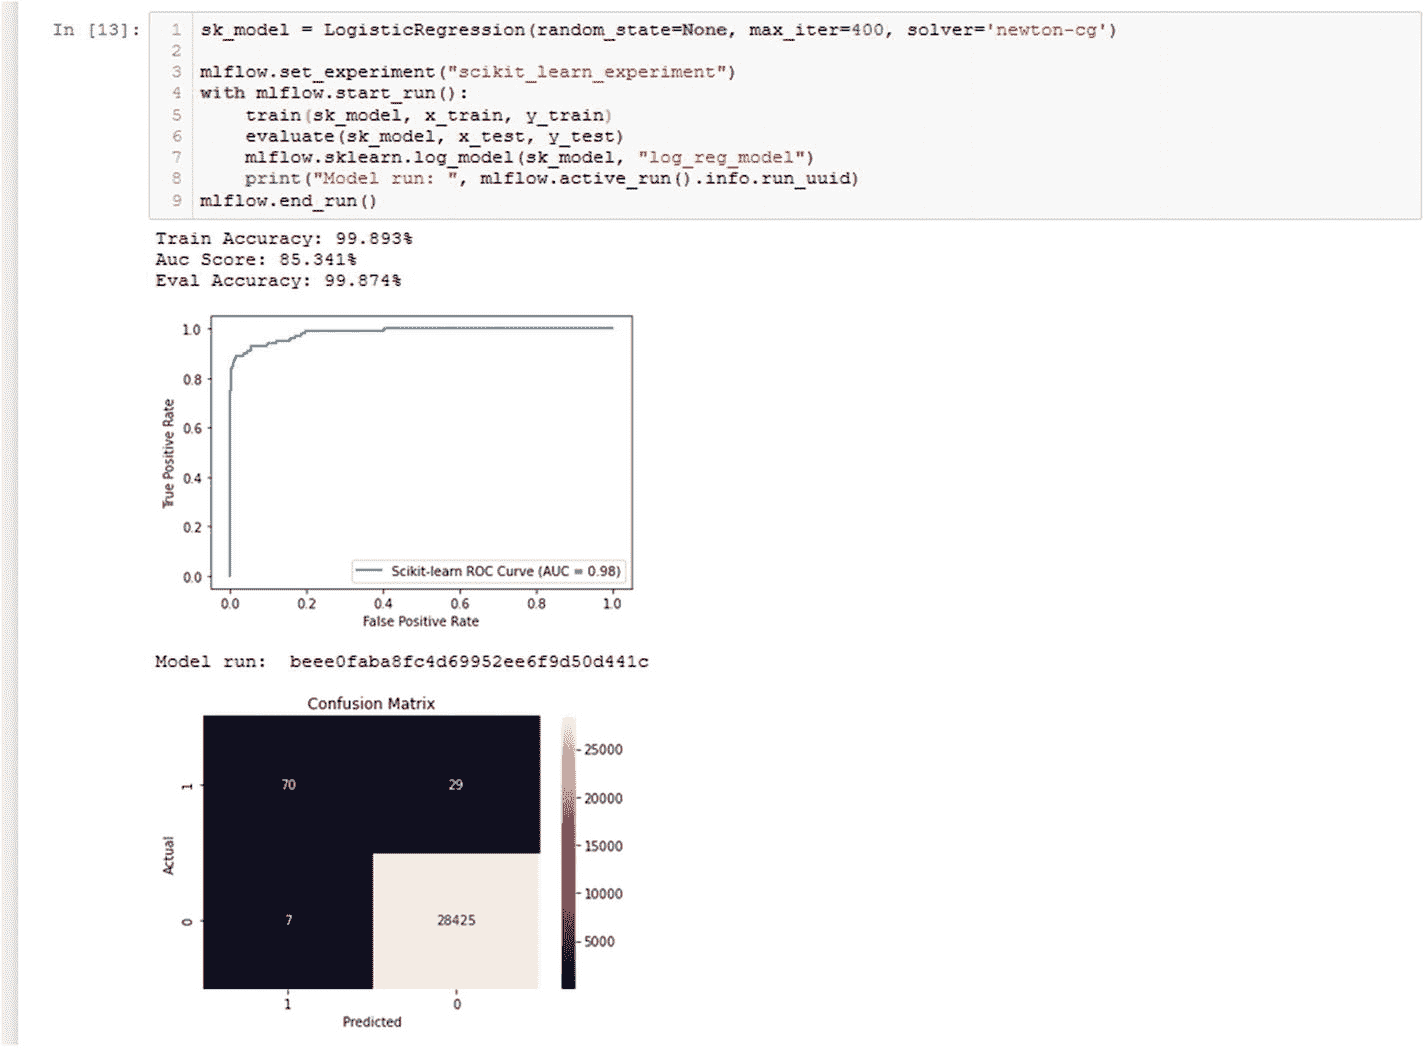 In [13]:
1 sk_model = LogisticRegression(random_state=None, max_iter=400, solver='newton-cg')
2
3 mlflow.set_experiment("scikit_learn_experiment")
4 with mlflow.start_run():
5     train(sk_model, x_train, y_train)
6     evaluate(sk_model, x_test, y_test)
7     mlflow.sklearn.log_model(sk_model, "log_reg_model")
8     print("Model run: ", mlflow.active_run().info.run_uuid)
9 mlflow.end_run()
Train Accuracy: 99.893%
Auc Score: 85.341%
Eval Accuracy: 99.874%
1.0
0.8
0.6
0.4
0.2
0.0
True Positive Rate
Scikit-learn ROC Curve (AUC = 0.98)
0.0 0.2 0.4 0.6 0.8 1.0
False Positive Rate
Model run:  beee0faba8fc4d69952ee6f9d50d441c
Confusion Matrix
1 70 29
Actual
0 7 28425
1 0
Predicted
25000
20000
15000
10000
5000